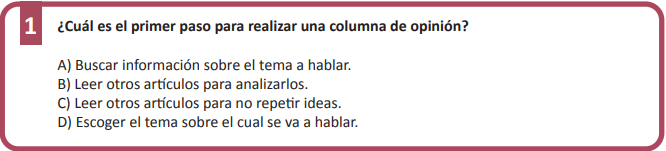 1
¿Cuál es el primer paso para realizar una columna de opinión?
A) Buscar información sobre el tema a hablar.
B) Leer otros artículos para analizarlos.
C) Leer otros artículos para no repetir ideas.
D) Escoger el tema sobre el cual se va a hablar.